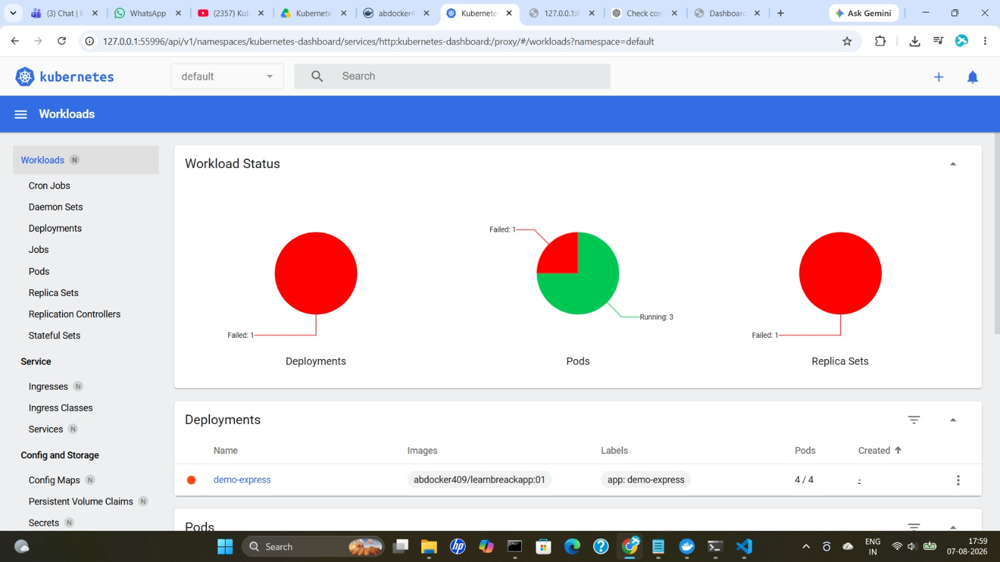 (3) Chat | K
WhatsApp
(2357) Kub
Kubernete
abdocker4
Kubernete
127.0.0.1:6
Check con
Dashboard
Ask Gemini
127.0.0.1:55996/api/v1/namespaces/kubernetes-dashboard/services/http:kubernetes-dashboard:/proxy/#/workloads?namespace=default
kubernetes
default
Search
Workloads
Workloads N
Cron Jobs
Daemon Sets
Deployments
Jobs
Pods
Replica Sets
Replication Controllers
Stateful Sets
Service
Ingresses N
Ingress Classes
Services N
Config and Storage
Config Maps N
Persistent Volume Claims N
Secrets N
Workload Status
Failed: 1
Deployments
Failed: 1
Running: 3
Pods
Failed: 1
Replica Sets
Deployments
Name Images Labels Pods Created
demo-express abdocker409/learnbreackapp:01 app: demo-express 4 / 4 -
Pods
Search
ENG
IN
17:59
07-08-2026